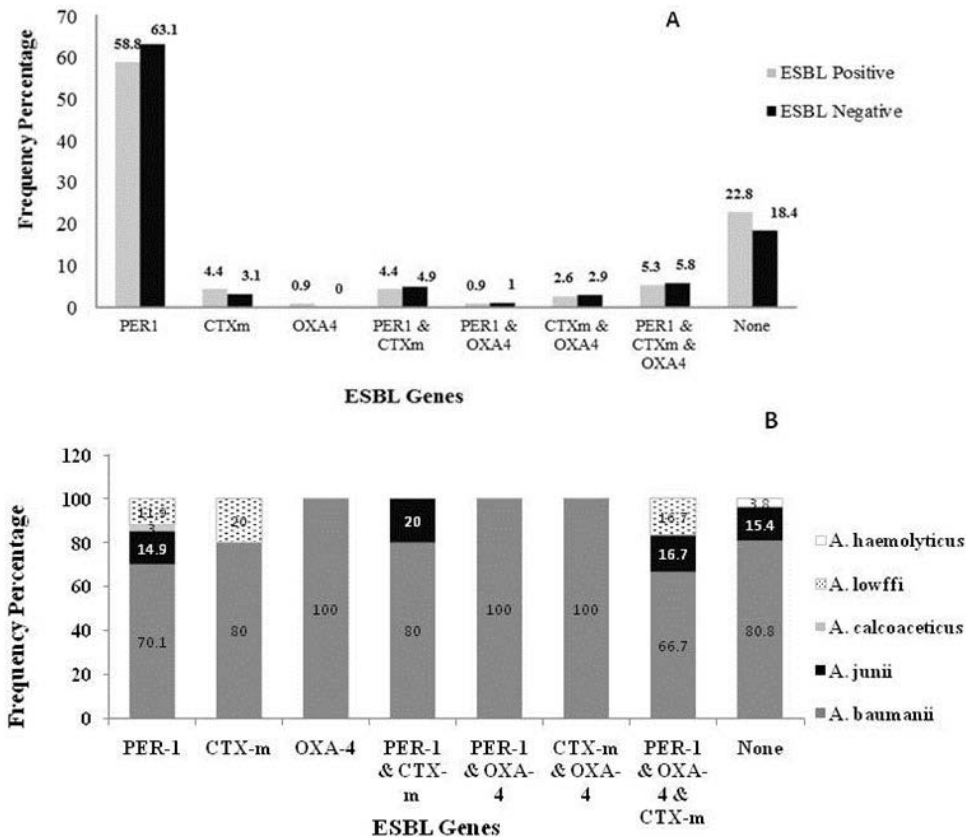 A
70
60
50
40
30
20
10
0
Frequency Percentage
58.8 63.1
4.4 3.1
0.9 0
4.4 4.9
0.9 1
2.6 2.9
5.3 5.8
22.8 18.4
ESBL Positive
ESBL Negative
PER1
CTXm
OXA4
PER1 &
CTXm
PER1 &
OXA4
CTXm &
OXA4
PER1 &
CTXm &
OXA4
None
ESBL Genes
B
120
100
80
60
40
20
0
Frequency Percentage
11.9
3
14.9
70.1
20
80
100
20
80
100
100
16.7
16.7
66.7
3.8
15.4
80.8
A. haemolyticus
A. lowffi
A. calcoaceticus
A. junii
A. baumanii
PER-1
CTX-m
OXA-4
PER-1
& CTX-
m
PER-1
& OXA-
4
CTX-m
& OXA-
4
PER-1
& OXA-
4 &
CTX-m
None
ESBL Genes